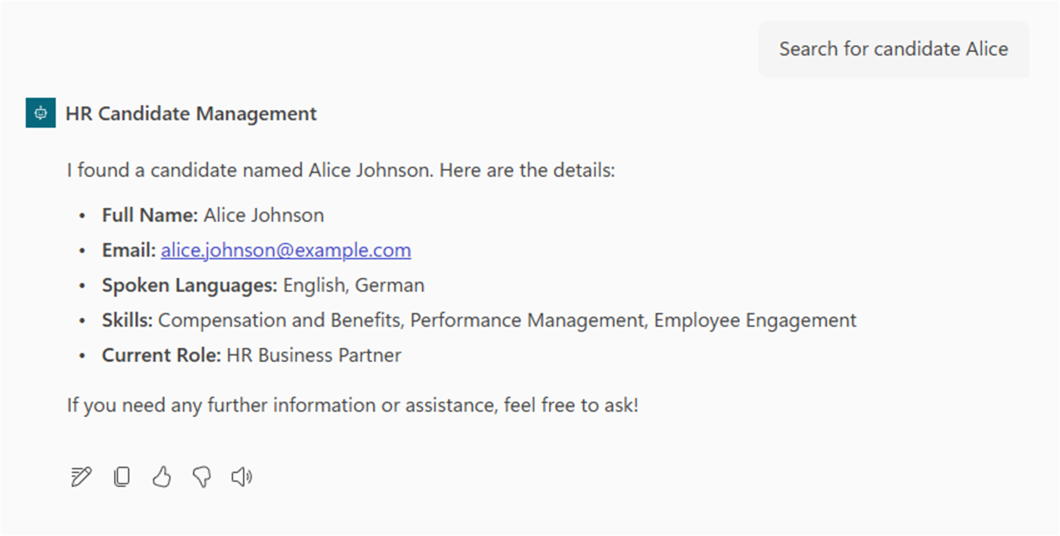 Search for candidate Alice
HR Candidate Management
I found a candidate named Alice Johnson. Here are the details:
• Full Name: Alice Johnson
• Email: alice.johnson@example.com
• Spoken Languages: English, German
• Skills: Compensation and Benefits, Performance Management, Employee Engagement
• Current Role: HR Business Partner
If you need any further information or assistance, feel free to ask!